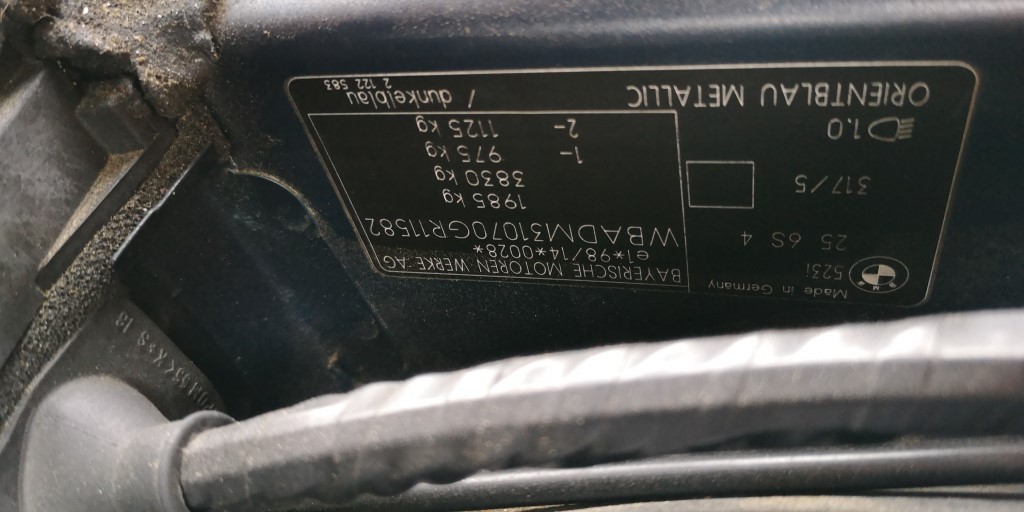 BAYERISCHE MOTOREN WERKE AG
e1*98/14*0028*
WBADM31070GR11582
1985 kg
3830 kg
1- 975 kg
2- 1125 kg
Made in Germany
523i
25 6S 4
317/5
1.0
ORIENTBLAU METALLIC / dunkelblau
2 122 583